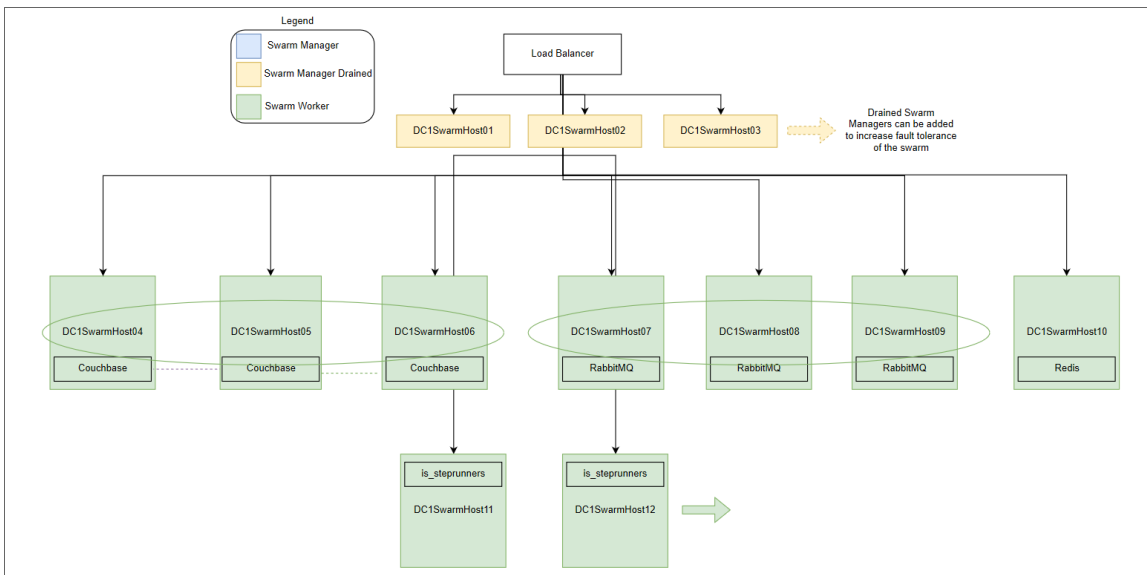 Legend
Swarm Manager
Swarm Manager Drained
Swarm Worker
Load Balancer
DC1SwarmHost01
DC1SwarmHost02
DC1SwarmHost03
Drained Swarm
Managers can be added
to increase fault tolerance
of the swarm
DC1SwarmHost04
DC1SwarmHost05
DC1SwarmHost06
DC1SwarmHost07
DC1SwarmHost08
DC1SwarmHost09
DC1SwarmHost10
Couchbase
Couchbase
Couchbase
RabbitMQ
RabbitMQ
RabbitMQ
Redis
is_steprunners
is_steprunners
DC1SwarmHost11
DC1SwarmHost12